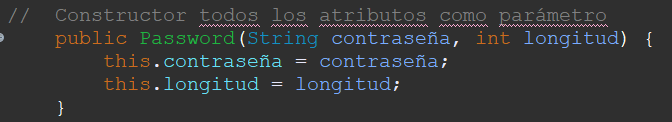 //  Constructor todos los atributos como parámetro
    public Password(String contraseña, int longitud) {
        this.contraseña = contraseña;
        this.longitud = longitud;
    }